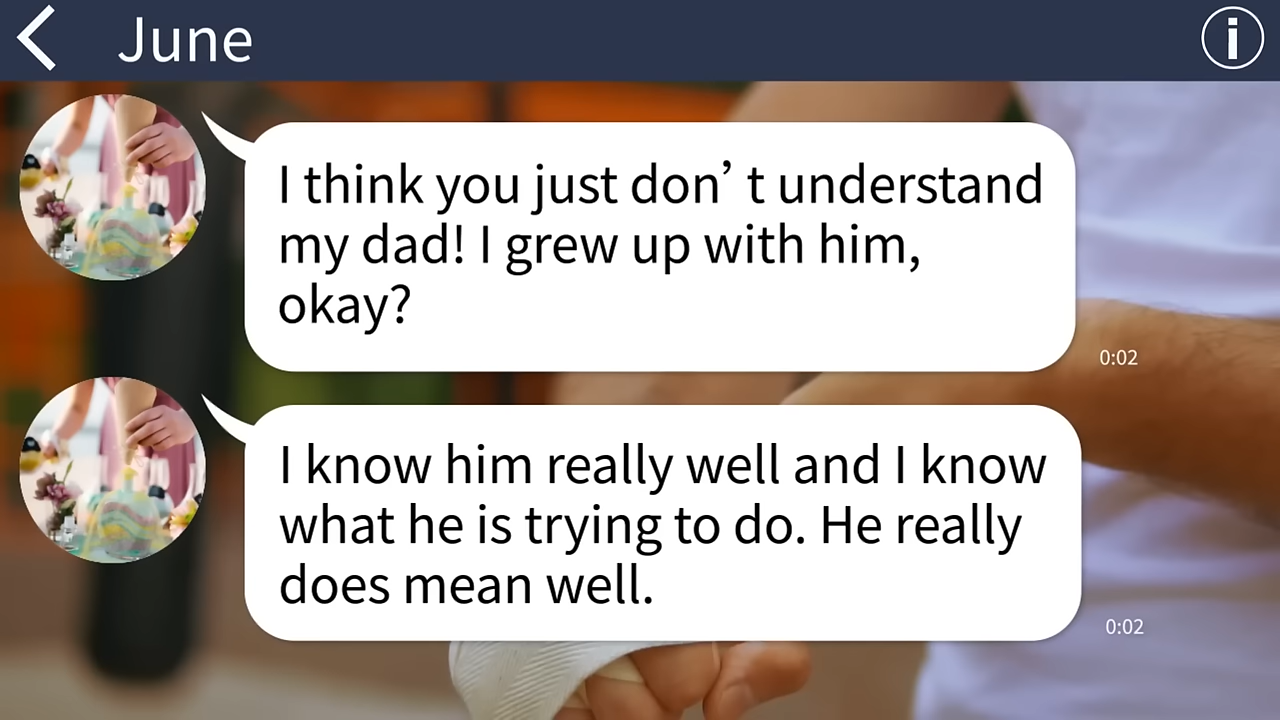 June
I think you just don’ t understand
my dad! I grew up with him,
okay?
0:02
I know him really well and I know
what he is trying to do. He really
does mean well.
0:02